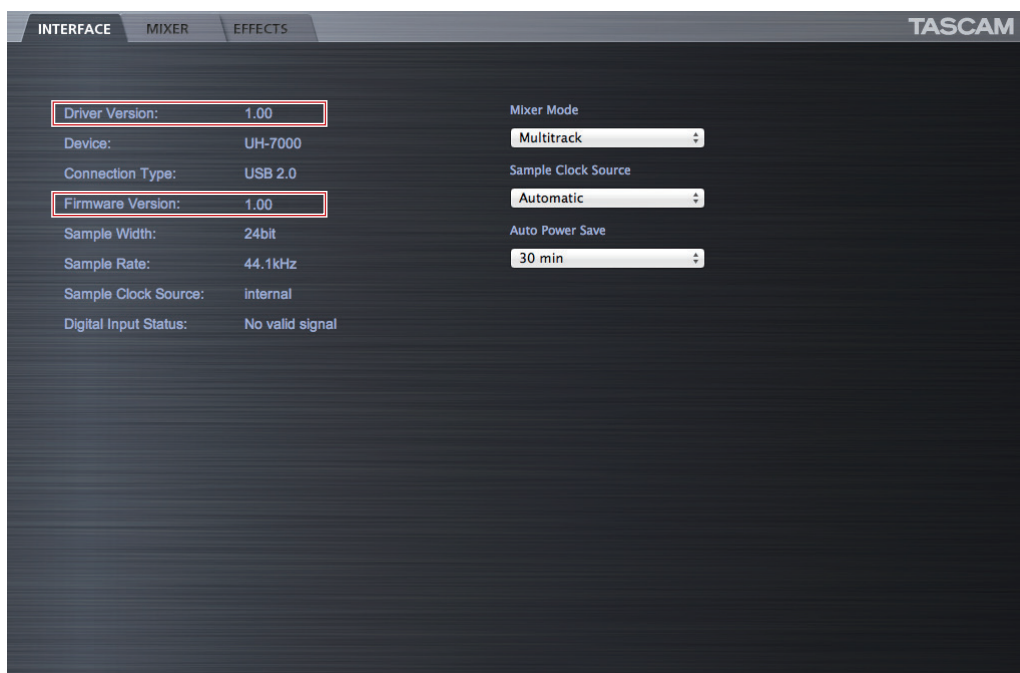 INTERFACE MIXER EFFECTS TASCAM
Driver Version: 1.00
Device: UH-7000
Connection Type: USB 2.0
Firmware Version: 1.00
Sample Width: 24bit
Sample Rate: 44.1kHz
Sample Clock Source: internal
Digital Input Status: No valid signal
Mixer Mode
Multitrack
Sample Clock Source
Automatic
Auto Power Save
30 min